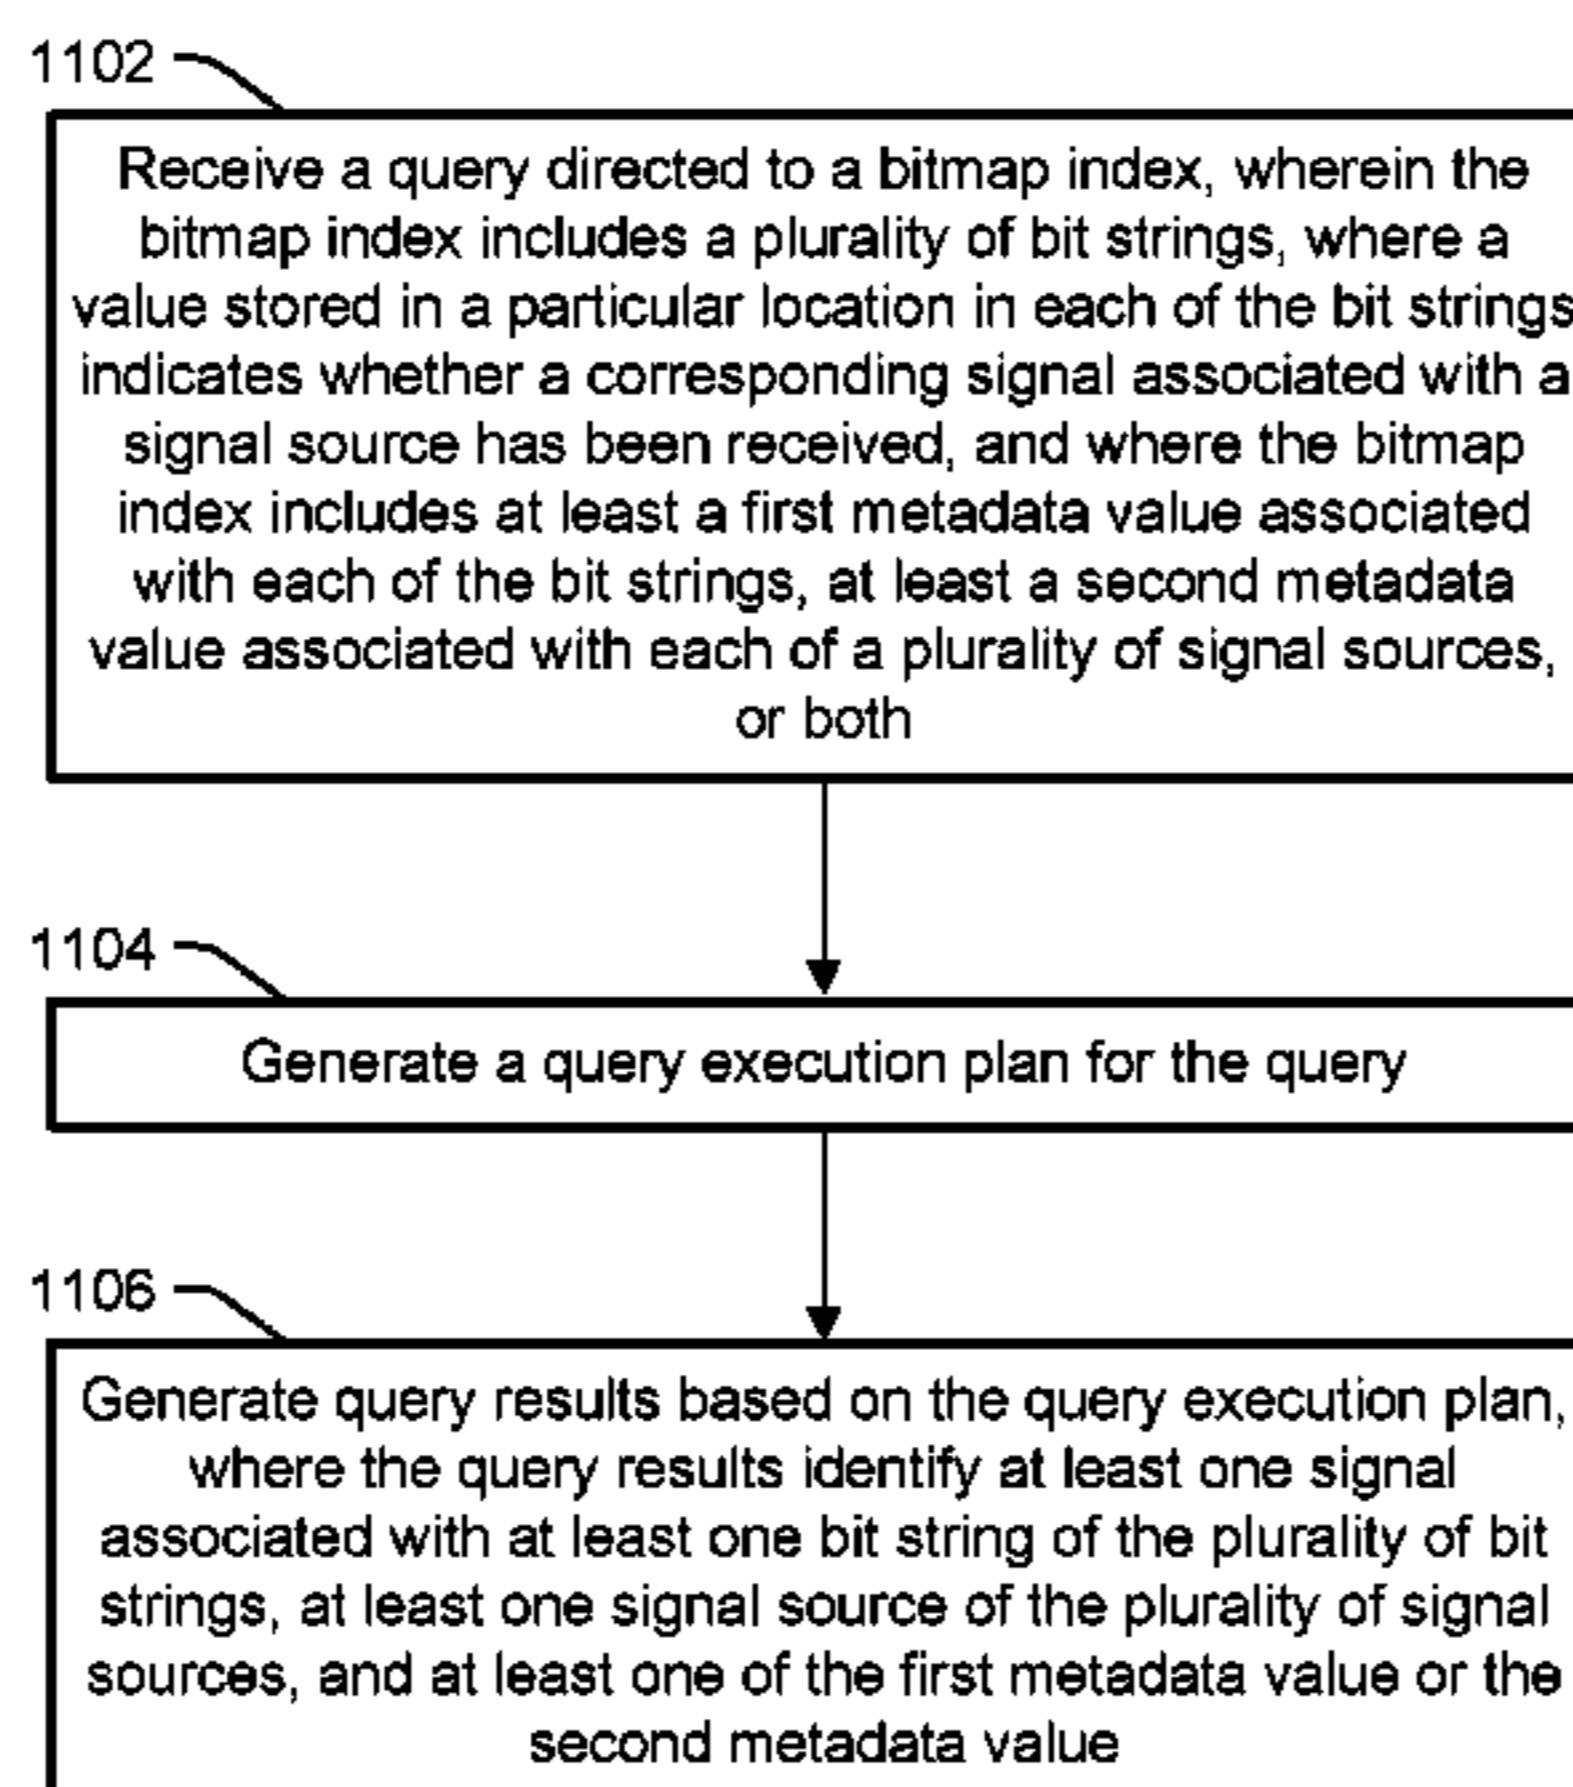 1102
Receive a query directed to a bitmap index, wherein the
bitmap index includes a plurality of bit strings, where a
value stored in a particular location in each of the bit strings
indicates whether a corresponding signal associated with a
signal source has been received, and where the bitmap
index includes at least a first metadata value associated
with each of the bit strings, at least a second metadata
value associated with each of a plurality of signal sources,
or both
1104
Generate a query execution plan for the query
1106
Generate query results based on the query execution plan,
where the query results identify at least one signal
associated with at least one bit string of the plurality of bit
strings, at least one signal source of the plurality of signal
sources, and at least one of the first metadata value or the
second metadata value